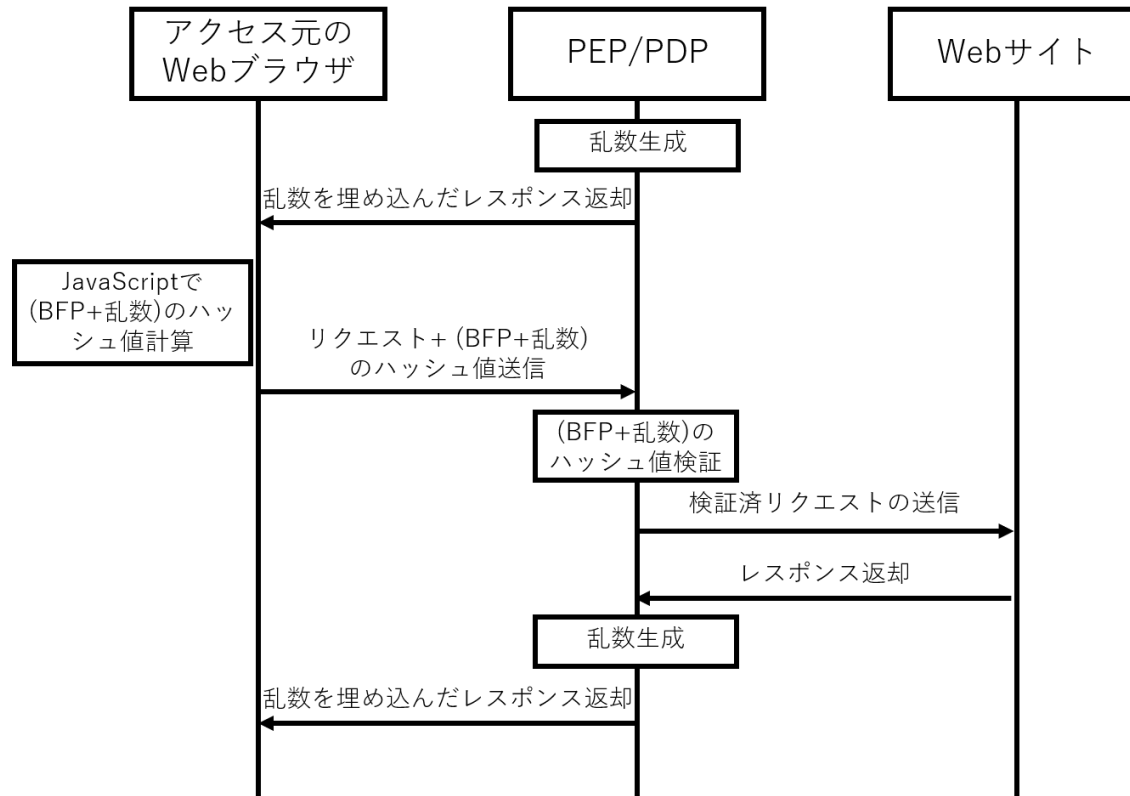 アクセス元の
Webブラウザ
PEP/PDP
Webサイト
乱数生成
乱数を埋め込んだレスポンス返却
JavaScriptで
(BFP+乱数)のハッ
シュ値計算
リクエスト+ (BFP+乱数)
のハッシュ値送信
(BFP+乱数)の
ハッシュ値検証
検証済リクエストの送信
レスポンス返却
乱数生成
乱数を埋め込んだレスポンス返却